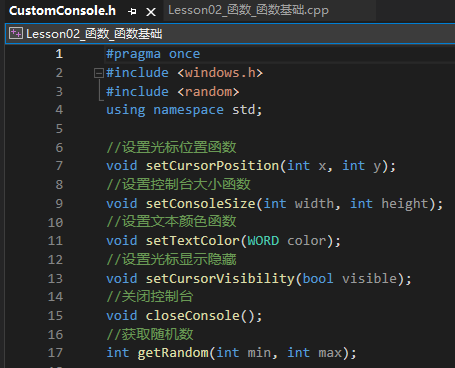 CustomConsole.h
Lesson02_函数_函数基础.cpp
Lesson02_函数_函数基础
1 #pragma once
2 #include <windows.h>
3 #include <random>
4 using namespace std;
5
6 //设置光标位置函数
7 void setCursorPosition(int x, int y);
8 //设置控制台大小函数
9 void setConsoleSize(int width, int height);
10 //设置文本颜色函数
11 void setTextColor(WORD color);
12 //设置光标显示隐藏
13 void setCursorVisibility(bool visible);
14 //关闭控制台
15 void closeConsole();
16 //获取随机数
17 int getRandom(int min, int max);